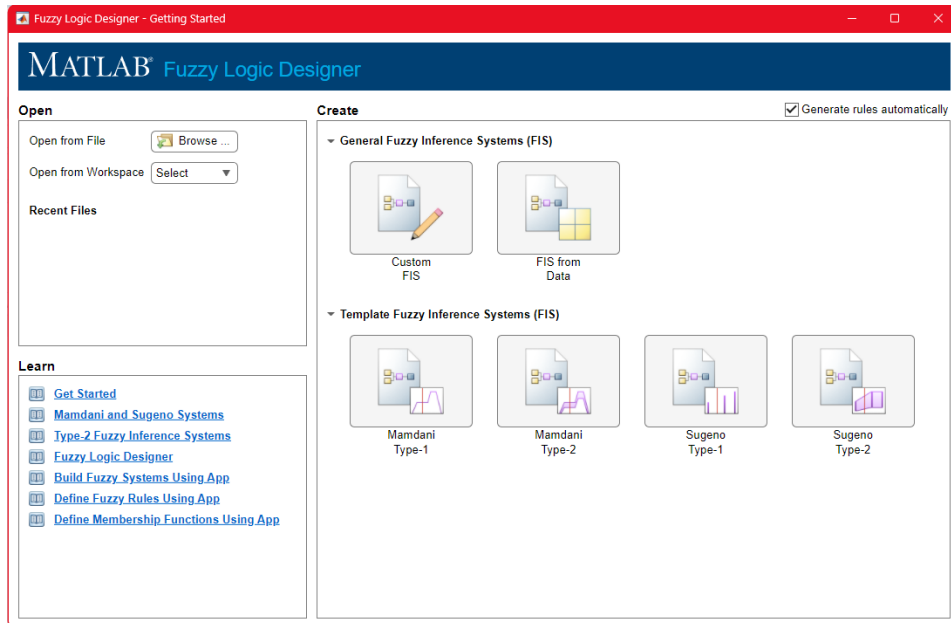 Fuzzy Logic Designer - Getting Started
MATLAB® Fuzzy Logic Designer
Open
Open from File
Browse ...
Open from Workspace
Select
Recent Files
Learn
Get Started
Mamdani and Sugeno Systems
Type-2 Fuzzy Inference Systems
Fuzzy Logic Designer
Build Fuzzy Systems Using App
Define Fuzzy Rules Using App
Define Membership Functions Using App
Create
Generate rules automatically
General Fuzzy Inference Systems (FIS)
Custom
FIS
FIS from
Data
Template Fuzzy Inference Systems (FIS)
Mamdani
Type-1
Mamdani
Type-2
Sugeno
Type-1
Sugeno
Type-2